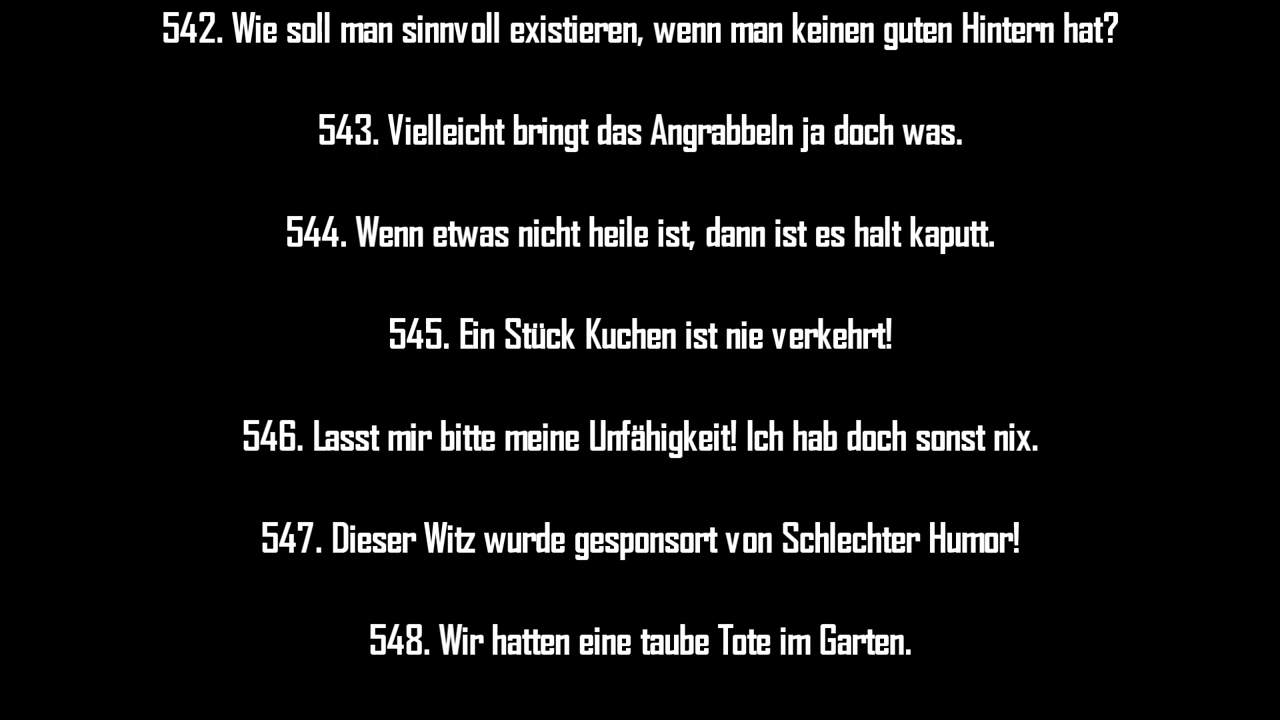 542. Wie soll man sinnvoll existieren, wenn man keinen guten Hintern hat?
543. Vielleicht bringt das Angrabbeln ja doch was.
544. Wenn etwas nicht heile ist, dann ist es halt kaputt.
545. Ein Stück Kuchen ist nie verkehrt!
546. Lasst mir bitte meine Unfähigkeit! Ich hab doch sonst nix.
547. Dieser Witz wurde gesponsort von Schlechter Humor!
548. Wir hatten eine taube Tote im Garten.